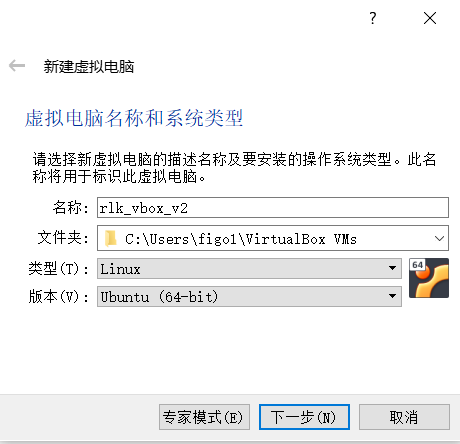 ?
新建虚拟电脑
虚拟电脑名称和系统类型
请选择新虚拟电脑的描述名称及要安装的操作系统类型。此名
称将用于标识此虚拟电脑。
名称: rlk_vbox_v2
文件夹: C:\Users\figo1\VirtualBox VMs
类型(T): Linux
64
版本(V): Ubuntu (64-bit)
专家模式(E) 下一步(N) 取消